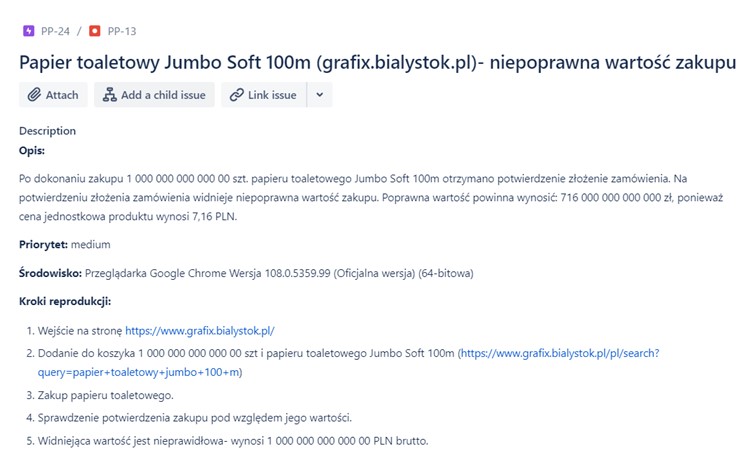 PP-24 / PP-13
Papier toaletowy Jumbo Soft 100m (grafix.bialystok.pl)- niepoprawna wartość zakupu
Attach Add a child issue Link issue
Description
Opis:
Po dokonaniu zakupu 1 000 000 000 000 00 szt. papieru toaletowego Jumbo Soft 100m otrzymano potwierdzenie złożenie zamówienia. Na
potwierdzeniu złożenia zamówienia widnieje niepoprawna wartość zakupu. Poprawna wartość powinna wynosić: 716 000 000 000 000 zł, ponieważ
cena jednostkowa produktu wynosi 7,16 PLN.
Priorytet: medium
Środowisko: Przeglądarka Google Chrome Wersja 108.0.5359.99 (Oficjalna wersja) (64-bitowa)
Kroki reprodukcji:
1. Wejście na stronę https://www.grafix.bialystok.pl/
2. Dodanie do koszyka 1 000 000 000 000 00 szt i papieru toaletowego Jumbo Soft 100m (https://www.grafix.bialystok.pl/pl/search?
query=papier+toaletowy+jumbo+100+m)
3. Zakup papieru toaletowego.
4. Sprawdzenie potwierdzenia zakupu pod względem jego wartości.
5. Widniejąca wartość jest nieprawidłowa- wynosi 1 000 000 000 000 00 PLN brutto.